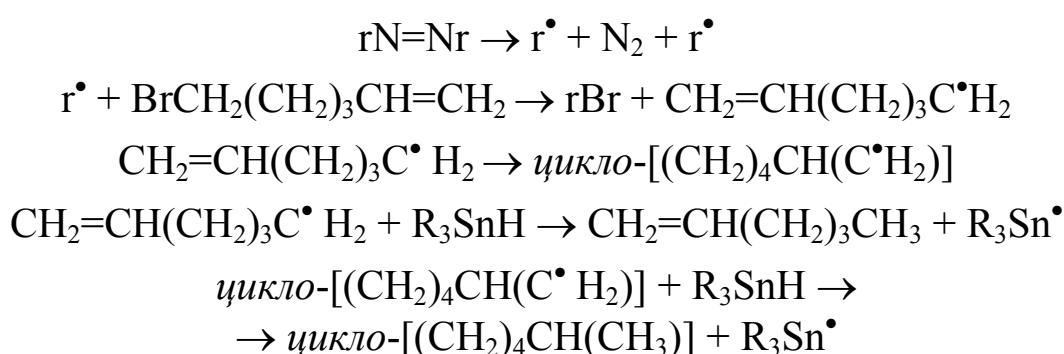 rN=Nr → r• + N₂ + r•
r• + BrCH₂(CH₂)₃CH=CH₂ → rBr + CH₂=CH(CH₂)₃C•H₂
CH₂=CH(CH₂)₃C• H₂ → цикло-[(CH₂)₄CH(C•H₂)]
CH₂=CH(CH₂)₃C• H₂ + R₃SnH → CH₂=CH(CH₂)₃CH₃ + R₃Sn•
цикло-[(CH₂)₄CH(C• H₂)] + R₃SnH →
→ цикло-[(CH₂)₄CH(CH₃)] + R₃Sn•